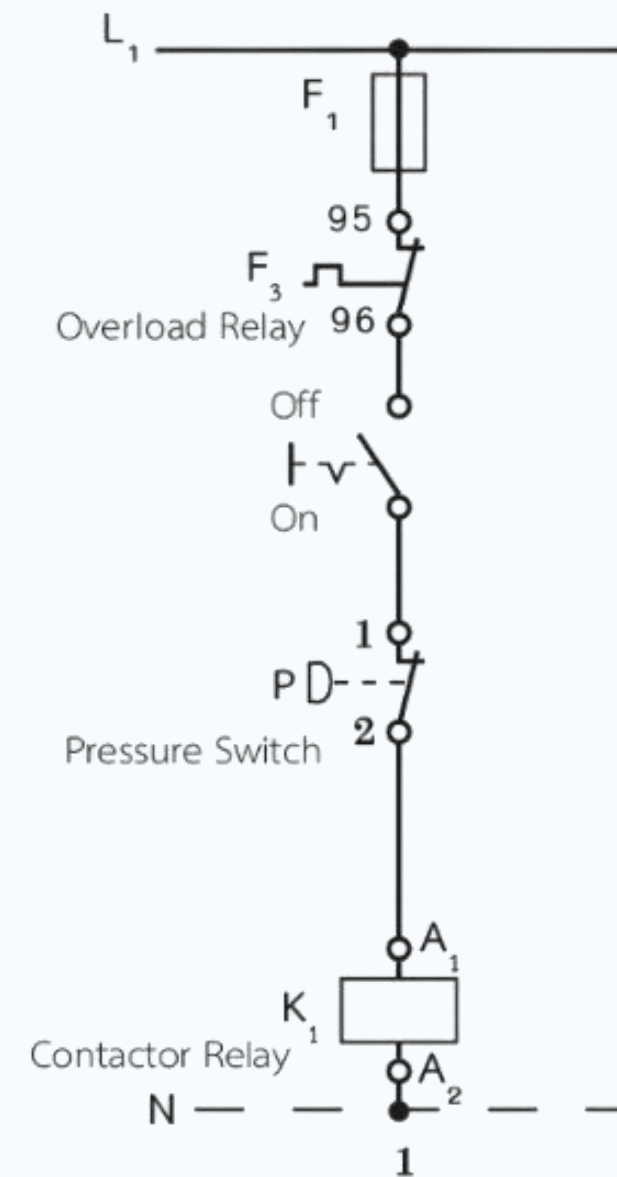 L1
F1
95
F3
Overload Relay 96
Off
On
1
P
2
Pressure Switch
A1
K1
Contactor Relay
A2
N
1